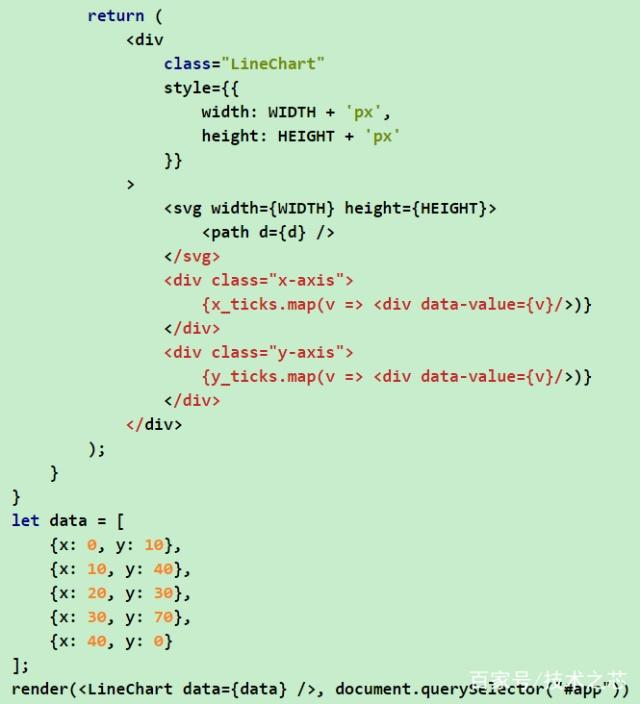 return (
<div
class="LineChart"
style={{
width: WIDTH + 'px',
height: HEIGHT + 'px'
}}
>
<svg width={WIDTH} height={HEIGHT}>
<path d={d} />
</svg>
<div class="x-axis">
{x_ticks.map(v => <div data-value={v}/>)}
</div>
<div class="y-axis">
{y_ticks.map(v => <div data-value={v}/>)}
</div>
</div>
);
}
}
let data = [
{x: 0, y: 10},
{x: 10, y: 40},
{x: 20, y: 30},
{x: 30, y: 70},
{x: 40, y: 0}
];
render(<LineChart data={data} />, document.querySelector("#app"))
百家号/技术之芯